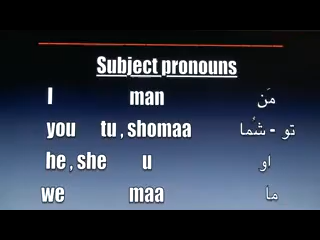 Subject pronouns
I man مَن
you tu , shomaa تو - شُما
he , she u او
we maa ما